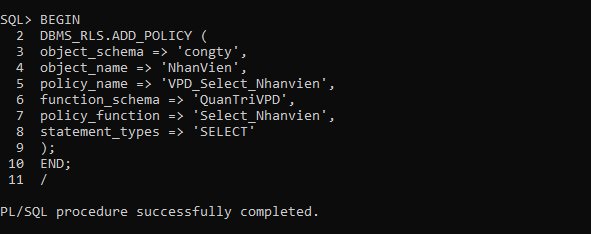 SQL> BEGIN
  2  DBMS_RLS.ADD_POLICY (
  3  object_schema => 'congty',
  4  object_name => 'NhanVien',
  5  policy_name => 'VPD_Select_Nhanvien',
  6  function_schema => 'QuanTriVPD',
  7  policy_function => 'Select_Nhanvien',
  8  statement_types => 'SELECT'
  9  );
 10  END;
 11  /
PL/SQL procedure successfully completed.